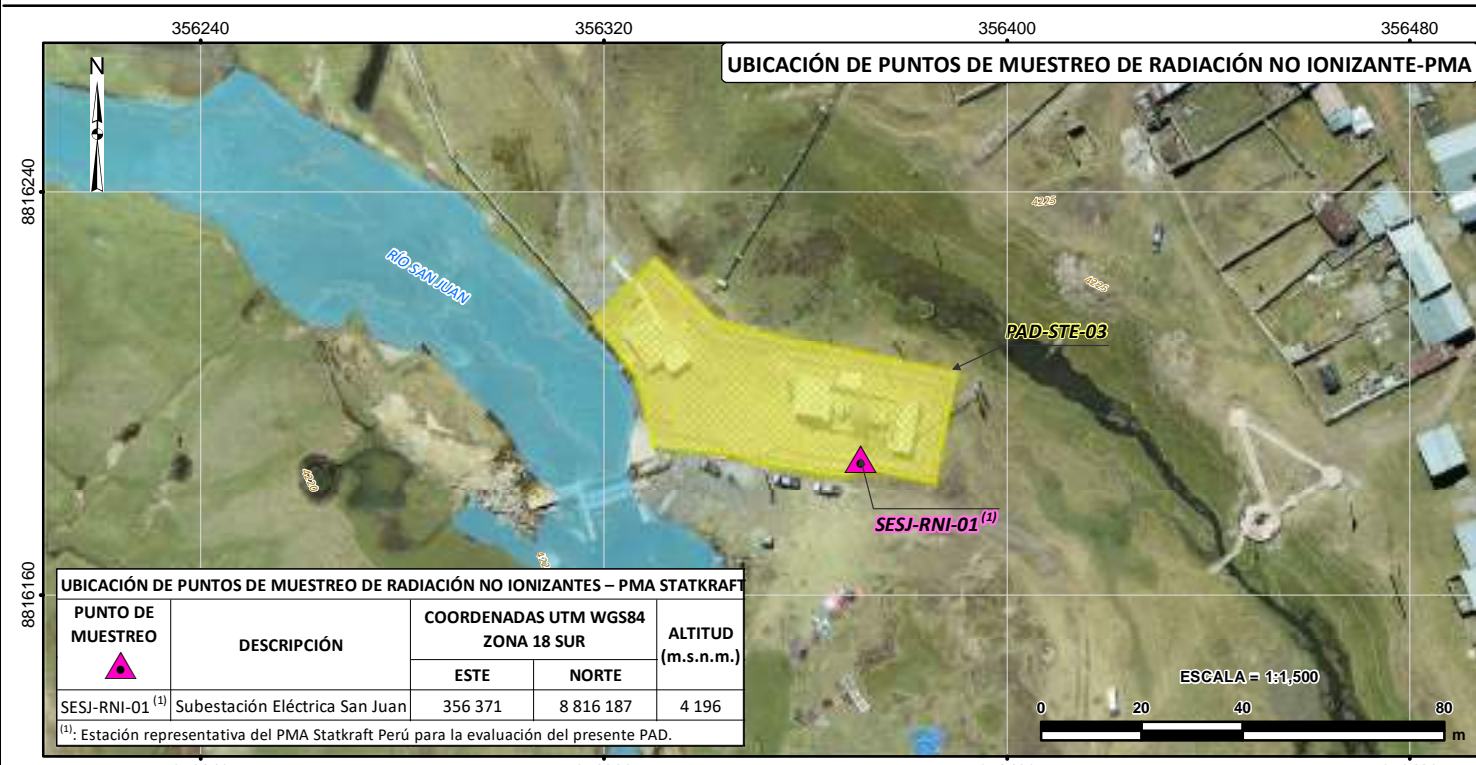 356240 356320 356400 356480
UBICACIÓN DE PUNTOS DE MUESTREO DE RADIACIÓN NO IONIZANTE-PMA
N
8816240
4225
RÍO SAN JUAN
4225
PAD-STE-03
4220
SESJ-RNI-01 (1)
8816160
UBICACIÓN DE PUNTOS DE MUESTREO DE RADIACIÓN NO IONIZANTES – PMA STATKRAFT
PUNTO DE MUESTREO
DESCRIPCIÓN
COORDENADAS UTM WGS84
ZONA 18 SUR
ALTITUD
(m.s.n.m.)
ESTE NORTE
SESJ-RNI-01 (1) Subestación Eléctrica San Juan 356 371 8 816 187 4 196
(1): Estación representativa del PMA Statkraft Perú para la evaluación del presente PAD.
ESCALA = 1:1,500
0 20 40 80
m